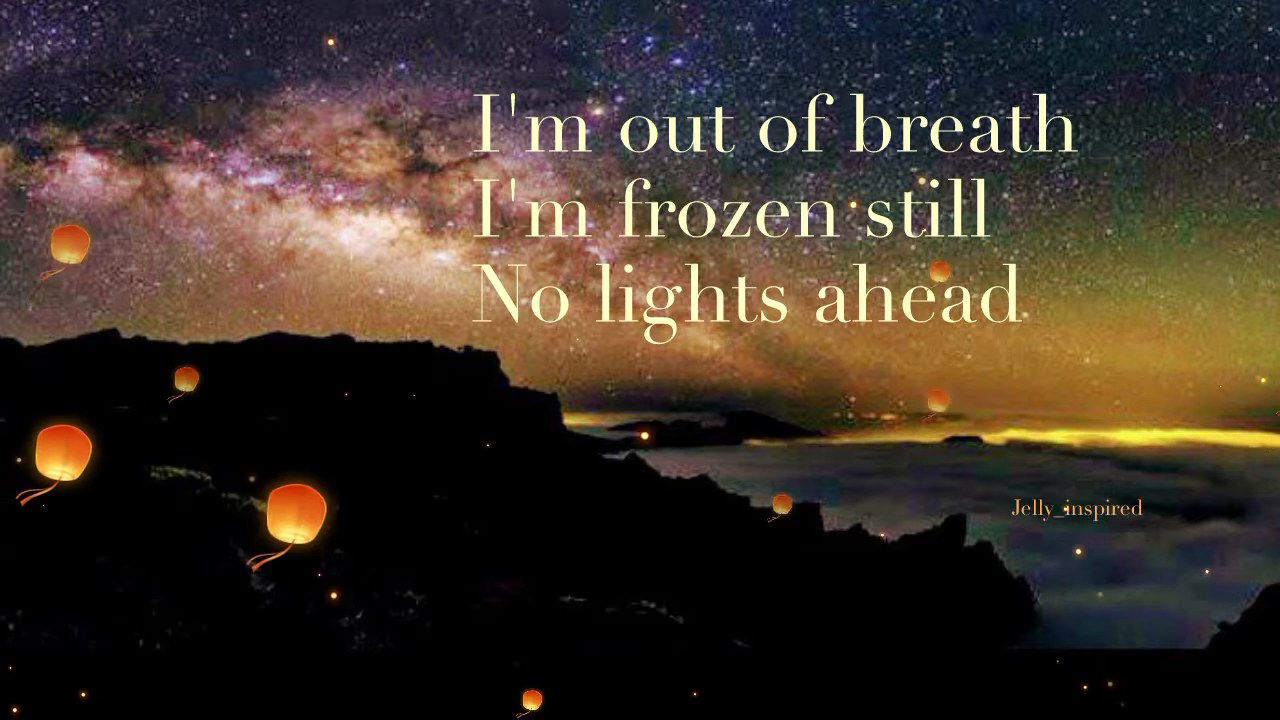 I'm out of breath
I'm frozen still
No lights ahead
Jelly_inspired